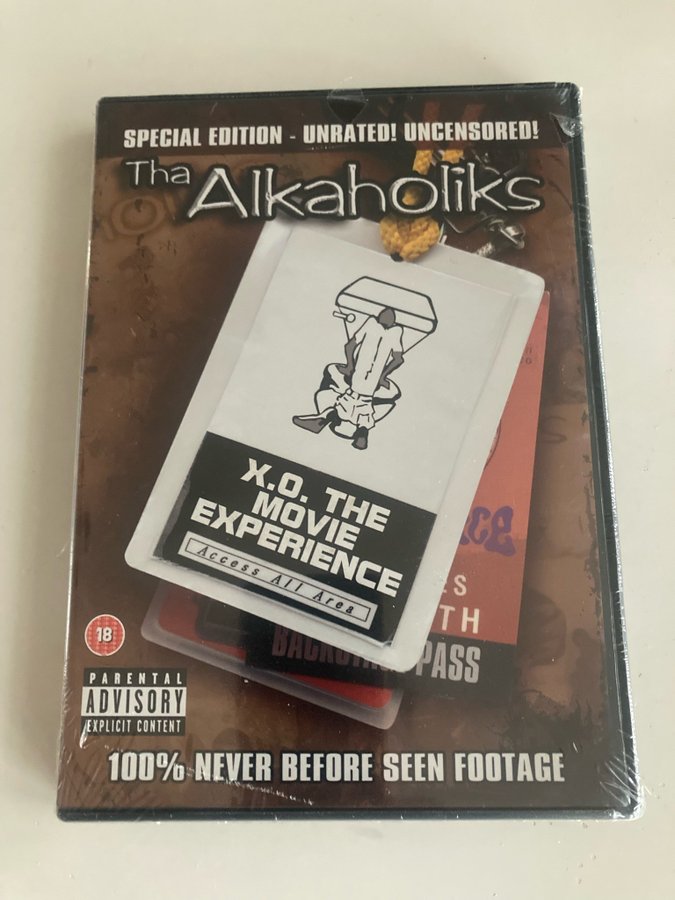 SPECIAL EDITION - UNRATED! UNCENSORED!
Tha Alkaholiks
X.O. THE
MOVIE
EXPERIENCE
Access All Area
BACKSTAGE PASS
18
PARENTAL
ADVISORY
EXPLICIT CONTENT
100% NEVER BEFORE SEEN FOOTAGE